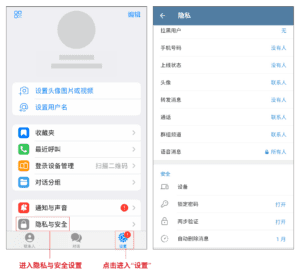 编辑
设置头像图片或视频
设置用户名
收藏夹
最近呼叫
登录设备管理 扫描二维码
对话分组
通知与声音
隐私与安全
联系人
对话
设置
进入隐私与安全设置
点击进入“设置”
隐私
拉黑用户 无
手机号码 没有人
上线状态 没有人
头像 联系人
转发消息 没有人
通话 联系人
群组频道 联系人
语音消息 所有人
安全
设备
锁定密码 打开
两步验证 打开
自动删除消息 1 月